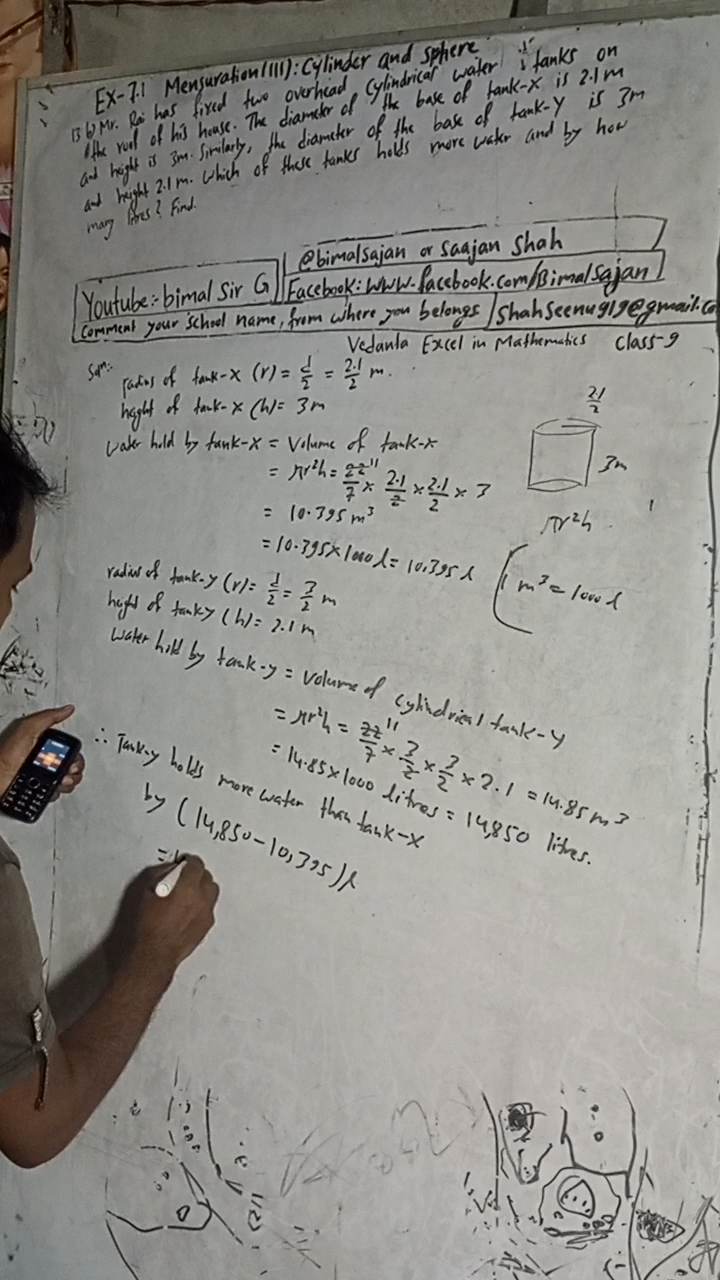 Ex-7.1 Mensuration(III): Cylinder and sphere
13 b) Mr. Rai has fixed two overhead cylindrical water tanks on
the roof of his house. The diameter of the base of tank-X is 2.1m
and height is 3m. Similarly, the diameter of the base of tank-Y is 3m
and height 2.1m. Which of these tanks holds more water and by how
many litres? Find.
@bimalsajan or saajan shah
Youtube:- bimal Sir G
Facebook: www.facebook.com/Bimalsajan
Comment your school name, from where you belongs
Shahseenu919@gmail.co
Vedanta Excel in Mathematics Class-9
Soln:-
radius of tank-X (r) = d/2 = 2.1/2 m.
height of tank-X (h) = 3m
Water hold by tank-X = Volume of tank-X
= πr²h = 22/7 11 × 2.1/2 × 2.1/2 × 3
= 10.395 m³
= 10.395×1000 l = 10,395 l
2.1/2
3m
πr²h
1 m³ = 1000 l
radius of tank-y (r) = d/2 = 3/2 m
height of tank y (h) = 2.1 m
Water hold by tank-y = Volume of cylindrical tank-Y
= πr²h = 22/7 11 × 3/2 × 3/2 × 2.1 = 14.85 m³
= 14.85×1000 litres = 14,850 litres.
∴ Tank-y holds more water than tank-X
by (14,850-10,395) l
=